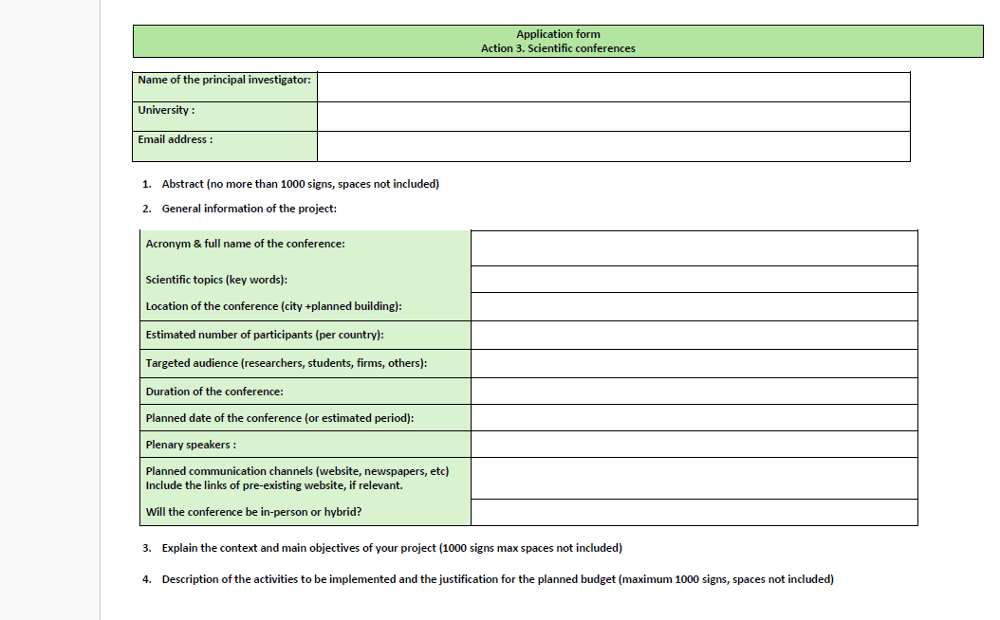 Application form
Action 3. Scientific conferences
Name of the principal investigator:
University :
Email address :
1. Abstract (no more than 1000 signs, spaces not included)
2. General information of the project:
Acronym & full name of the conference:
Scientific topics (key words):
Location of the conference (city +planned building):
Estimated number of participants (per country):
Targeted audience (researchers, students, firms, others):
Duration of the conference:
Planned date of the conference (or estimated period):
Plenary speakers :
Planned communication channels (website, newspapers, etc)
Include the links of pre-existing website, if relevant.
Will the conference be in-person or hybrid?
3. Explain the context and main objectives of your project (1000 signs max spaces not included)
4. Description of the activities to be implemented and the justification for the planned budget (maximum 1000 signs, spaces not included)